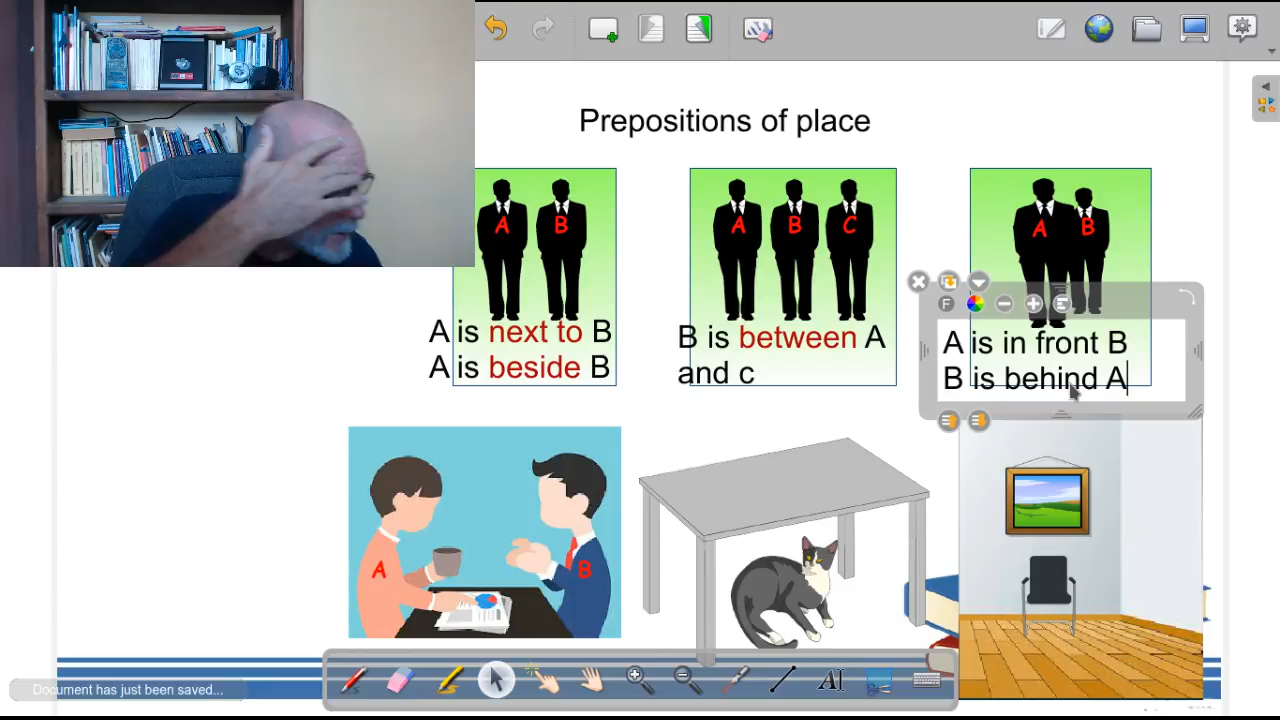 Prepositions of place
A B
A B C
A B
A is next to B
A is beside B
B is between A
and c
F
A is in front B
B is behind A
A B
AI
Document has just been saved...